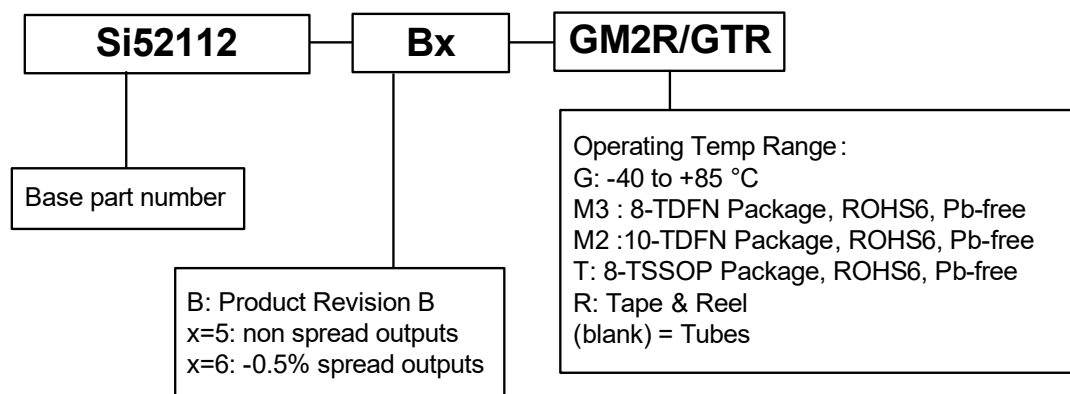 Si52112 Bx GM2R/GTR
Base part number
B: Product Revision B
x=5: non spread outputs
x=6: -0.5% spread outputs
Operating Temp Range:
G: -40 to +85 °C
M3 : 8-TDFN Package, ROHS6, Pb-free
M2 :10-TDFN Package, ROHS6, Pb-free
T: 8-TSSOP Package, ROHS6, Pb-free
R: Tape & Reel
(blank) = Tubes